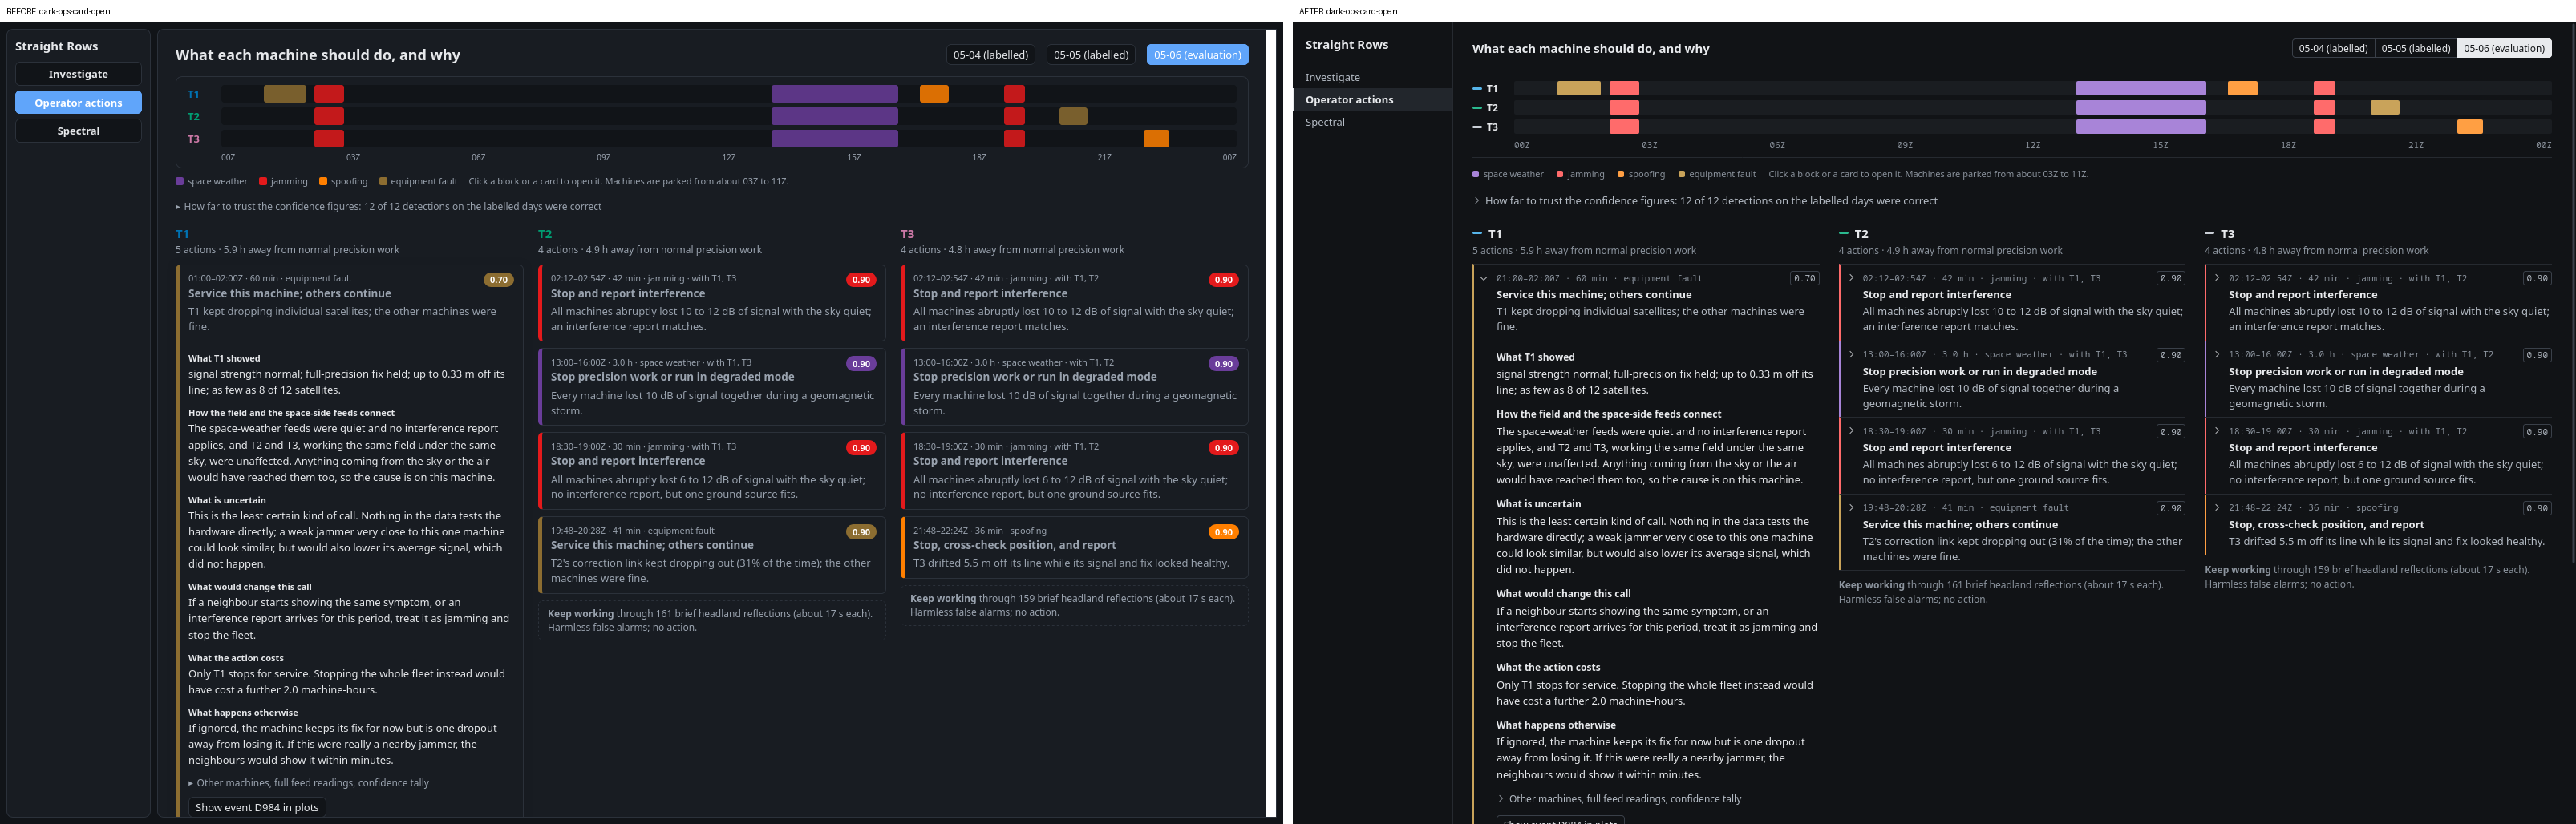 BEFORE dark-ops-card-open
Straight Rows
Investigate
Operator actions
Spectral
What each machine should do, and why
05-04 (labelled)
05-05 (labelled)
05-06 (evaluation)
T1
T2
T3
00Z 03Z 06Z 09Z 12Z 15Z 18Z 21Z 00Z
space weather jamming spoofing equipment fault Click a block or a card to open it. Machines are parked from about 03Z to 11Z.
▸ How far to trust the confidence figures: 12 of 12 detections on the labelled days were correct
T1
5 actions · 5.9 h away from normal precision work
01:00–02:00Z · 60 min · equipment fault 0.70
Service this machine; others continue
T1 kept dropping individual satellites; the other machines were
fine.
What T1 showed
signal strength normal; full-precision fix held; up to 0.33 m off its
line; as few as 8 of 12 satellites.
How the field and the space-side feeds connect
The space-weather feeds were quiet and no interference report
applies, and T2 and T3, working the same field under the same
sky, were unaffected. Anything coming from the sky or the air
would have reached them too, so the cause is on this machine.
What is uncertain
This is the least certain kind of call. Nothing in the data tests the
hardware directly; a weak jammer very close to this one machine
could look similar, but would also lower its average signal, which
did not happen.
What would change this call
If a neighbour starts showing the same symptom, or an
interference report arrives for this period, treat it as jamming and
stop the fleet.
What the action costs
Only T1 stops for service. Stopping the whole fleet instead would
have cost a further 2.0 machine-hours.
What happens otherwise
If ignored, the machine keeps its fix for now but is one dropout
away from losing it. If this were really a nearby jammer, the
neighbours would show it within minutes.
▸ Other machines, full feed readings, confidence tally
Show event D984 in plots
T2
4 actions · 4.9 h away from normal precision work
02:12–02:54Z · 42 min · jamming · with T1, T3 0.90
Stop and report interference
All machines abruptly lost 10 to 12 dB of signal with the sky quiet;
an interference report matches.
13:00–16:00Z · 3.0 h · space weather · with T1, T3 0.90
Stop precision work or run in degraded mode
Every machine lost 10 dB of signal together during a geomagnetic
storm.
18:30–19:00Z · 30 min · jamming · with T1, T3 0.90
Stop and report interference
All machines abruptly lost 6 to 12 dB of signal with the sky quiet;
no interference report, but one ground source fits.
19:48–20:28Z · 41 min · equipment fault 0.90
Service this machine; others continue
T2's correction link kept dropping out (31% of the time); the other
machines were fine.
Keep working through 161 brief headland reflections (about 17 s each).
Harmless false alarms; no action.
T3
4 actions · 4.8 h away from normal precision work
02:12–02:54Z · 42 min · jamming · with T1, T2 0.90
Stop and report interference
All machines abruptly lost 10 to 12 dB of signal with the sky quiet;
an interference report matches.
13:00–16:00Z · 3.0 h · space weather · with T1, T2 0.90
Stop precision work or run in degraded mode
Every machine lost 10 dB of signal together during a geomagnetic
storm.
18:30–19:00Z · 30 min · jamming · with T1, T2 0.90
Stop and report interference
All machines abruptly lost 6 to 12 dB of signal with the sky quiet;
no interference report, but one ground source fits.
21:48–22:24Z · 36 min · spoofing 0.90
Stop, cross-check position, and report
T3 drifted 5.5 m off its line while its signal and fix looked healthy.
Keep working through 159 brief headland reflections (about 17 s each).
Harmless false alarms; no action.
AFTER dark-ops-card-open
Straight Rows
Investigate
Operator actions
Spectral
What each machine should do, and why
05-04 (labelled)
05-05 (labelled)
05-06 (evaluation)
T1
T2
T3
00Z 03Z 06Z 09Z 12Z 15Z 18Z 21Z 00Z
space weather jamming spoofing equipment fault Click a block or a card to open it. Machines are parked from about 03Z to 11Z.
How far to trust the confidence figures: 12 of 12 detections on the labelled days were correct
T1
5 actions · 5.9 h away from normal precision work
01:00–02:00Z · 60 min · equipment fault 0.70
Service this machine; others continue
T1 kept dropping individual satellites; the other machines were
fine.
What T1 showed
signal strength normal; full-precision fix held; up to 0.33 m off its
line; as few as 8 of 12 satellites.
How the field and the space-side feeds connect
The space-weather feeds were quiet and no interference report
applies, and T2 and T3, working the same field under the same
sky, were unaffected. Anything coming from the sky or the air
would have reached them too, so the cause is on this machine.
What is uncertain
This is the least certain kind of call. Nothing in the data tests the
hardware directly; a weak jammer very close to this one machine
could look similar, but would also lower its average signal, which
did not happen.
What would change this call
If a neighbour starts showing the same symptom, or an
interference report arrives for this period, treat it as jamming and
stop the fleet.
What the action costs
Only T1 stops for service. Stopping the whole fleet instead would
have cost a further 2.0 machine-hours.
What happens otherwise
If ignored, the machine keeps its fix for now but is one dropout
away from losing it. If this were really a nearby jammer, the
neighbours would show it within minutes.
Other machines, full feed readings, confidence tally
Show event D984 in plots
T2
4 actions · 4.9 h away from normal precision work
02:12–02:54Z · 42 min · jamming · with T1, T3 0.90
Stop and report interference
All machines abruptly lost 10 to 12 dB of signal with the sky quiet;
an interference report matches.
13:00–16:00Z · 3.0 h · space weather · with T1, T3 0.90
Stop precision work or run in degraded mode
Every machine lost 10 dB of signal together during a
geomagnetic storm.
18:30–19:00Z · 30 min · jamming · with T1, T3 0.90
Stop and report interference
All machines abruptly lost 6 to 12 dB of signal with the sky quiet;
no interference report, but one ground source fits.
19:48–20:28Z · 41 min · equipment fault 0.90
Service this machine; others continue
T2's correction link kept dropping out (31% of the time); the other
machines were fine.
Keep working through 161 brief headland reflections (about 17 s each).
Harmless false alarms; no action.
T3
4 actions · 4.8 h away from normal precision work
02:12–02:54Z · 42 min · jamming · with T1, T2 0.90
Stop and report interference
All machines abruptly lost 10 to 12 dB of signal with the sky quiet;
an interference report matches.
13:00–16:00Z · 3.0 h · space weather · with T1, T2 0.90
Stop precision work or run in degraded mode
Every machine lost 10 dB of signal together during a
geomagnetic storm.
18:30–19:00Z · 30 min · jamming · with T1, T2 0.90
Stop and report interference
All machines abruptly lost 6 to 12 dB of signal with the sky quiet;
no interference report, but one ground source fits.
21:48–22:24Z · 36 min · spoofing 0.90
Stop, cross-check position, and report
T3 drifted 5.5 m off its line while its signal and fix looked healthy.
Keep working through 159 brief headland reflections (about 17 s each).
Harmless false alarms; no action.